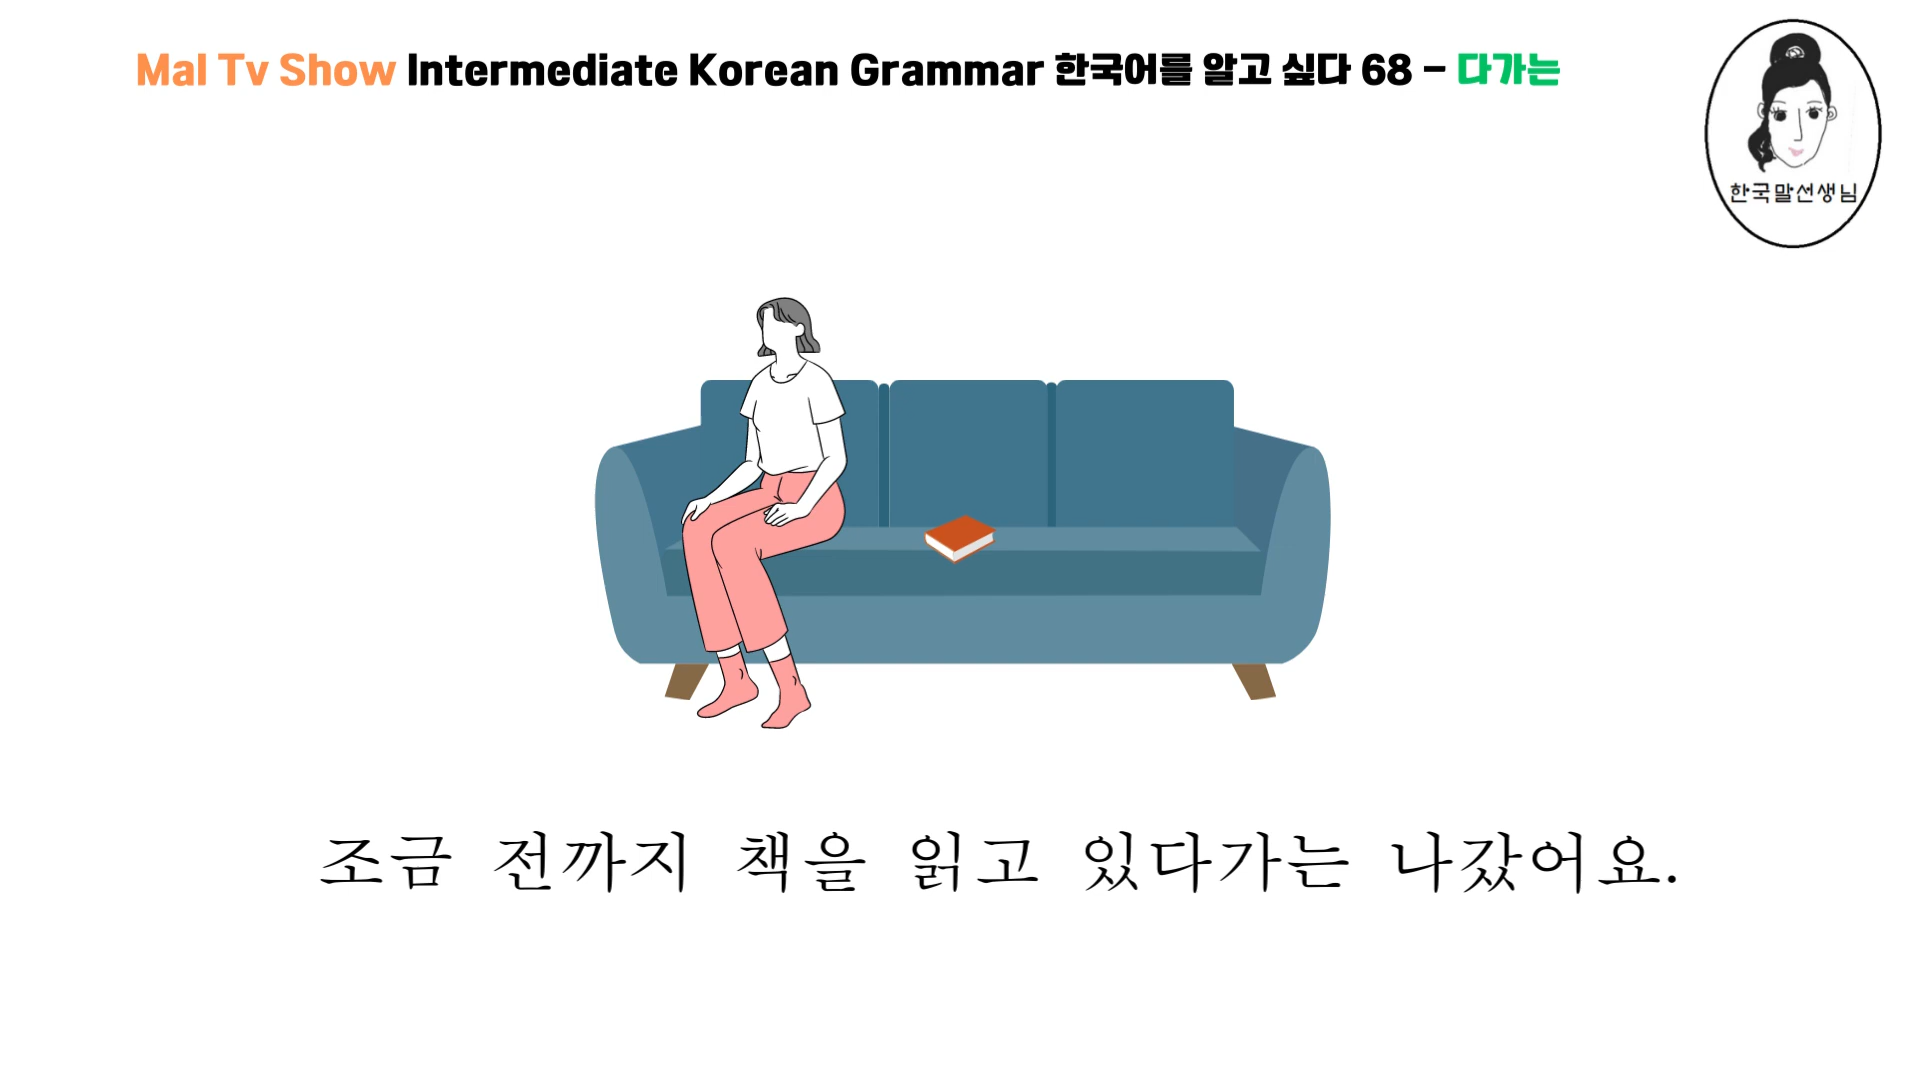 Mal Tv Show Intermediate Korean Grammar 한국어를 알고 싶다 68 - 다가는
한국말선생님
조금 전까지 책을 읽고 있다가는 나갔어요.